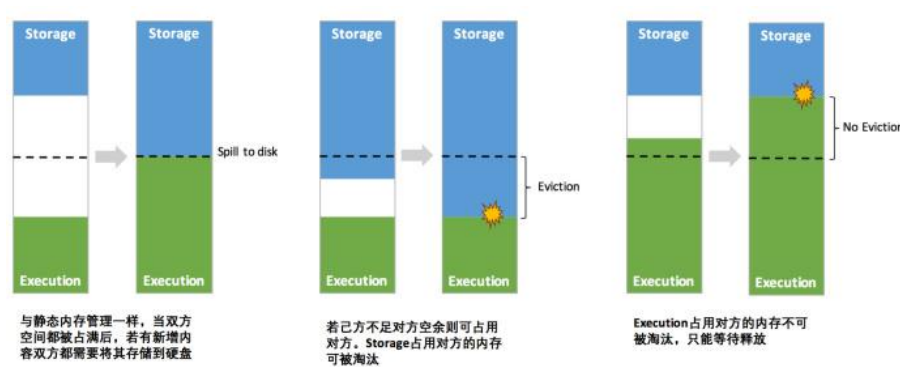 Storage
Storage
Spill to disk
Execution
Execution
与静态内存管理一样，当双方
空间都被占满后，若有新增内
容双方都需要将其存储到硬盘
Storage
Storage
Eviction
Execution
Execution
若己方不足对方空余则可占用
对方。Storage占用对方的内存
可被淘汰
Storage
Storage
No Eviction
Execution
Execution
Execution占用对方的内存不可
被淘汰，只能等待释放